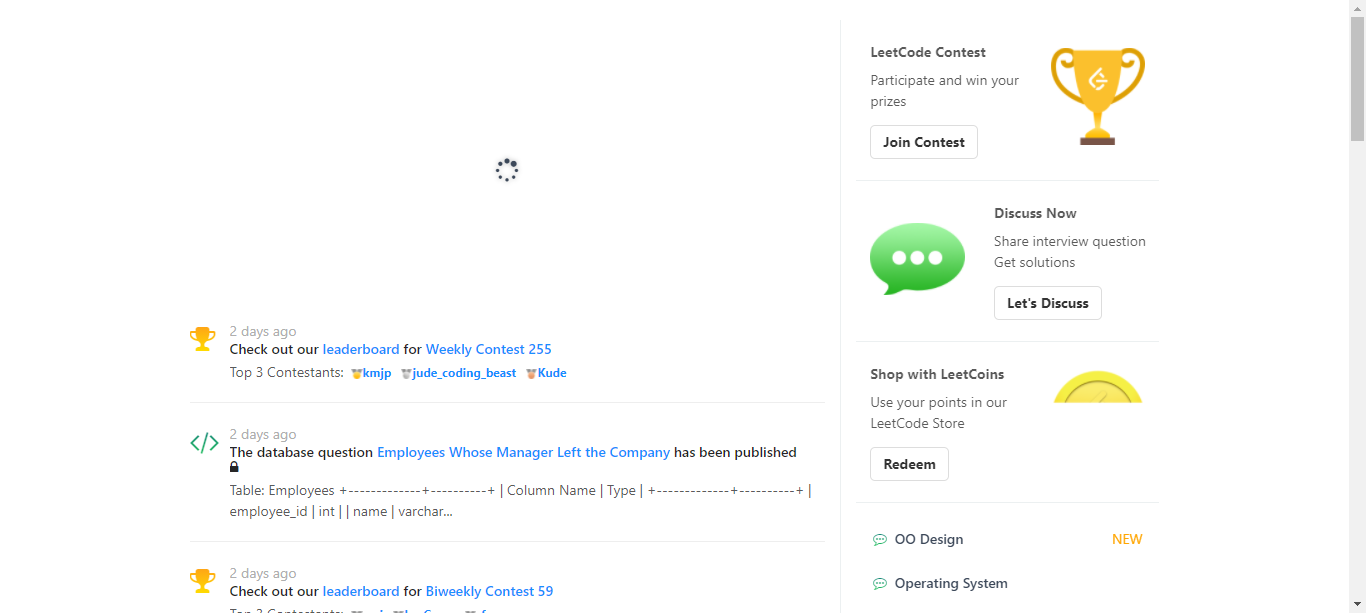 LeetCode Contest
Participate and win your
prizes
Join Contest
Discuss Now
Share interview question
Get solutions
Let's Discuss
2 days ago
Check out our leaderboard for Weekly Contest 255
Top 3 Contestants: kmjp jude_coding_beast Kude
Shop with LeetCoins
Use your points in our
LeetCode Store
Redeem
2 days ago
The database question Employees Whose Manager Left the Company has been published
Table: Employees +-------------+----------+ | Column Name | Type | +-------------+----------+ |
employee_id | int | | name | varchar...
OO Design NEW
Operating System
2 days ago
Check out our leaderboard for Biweekly Contest 59
Top 3 Contestants: